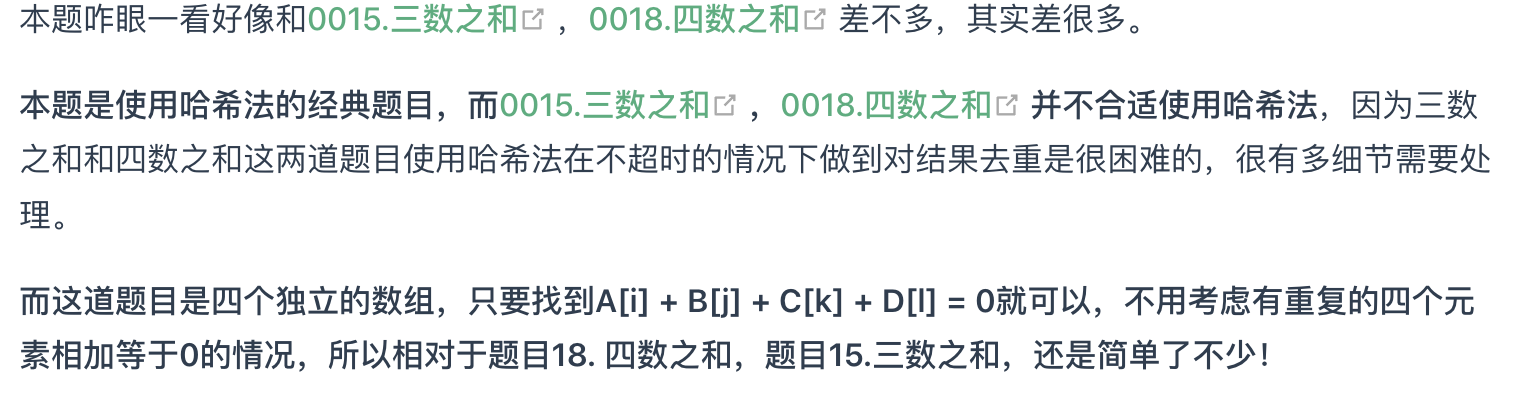 本题咋眼一看好像和0015.三数之和，0018.四数之和 差不多，其实差很多。
本题是使用哈希法的经典题目，而0015.三数之和，0018.四数之和 并不合适使用哈希法，因为三数
之和和四数之和这两道题目使用哈希法在不超时的情况下做到对结果去重是很困难的，很有多细节需要处
理。
而这道题目是四个独立的数组，只要找到A[i] + B[j] + C[k] + D[l] = 0就可以，不用考虑有重复的四个元
素相加等于0的情况，所以相对于题目18. 四数之和，题目15.三数之和，还是简单了不少！